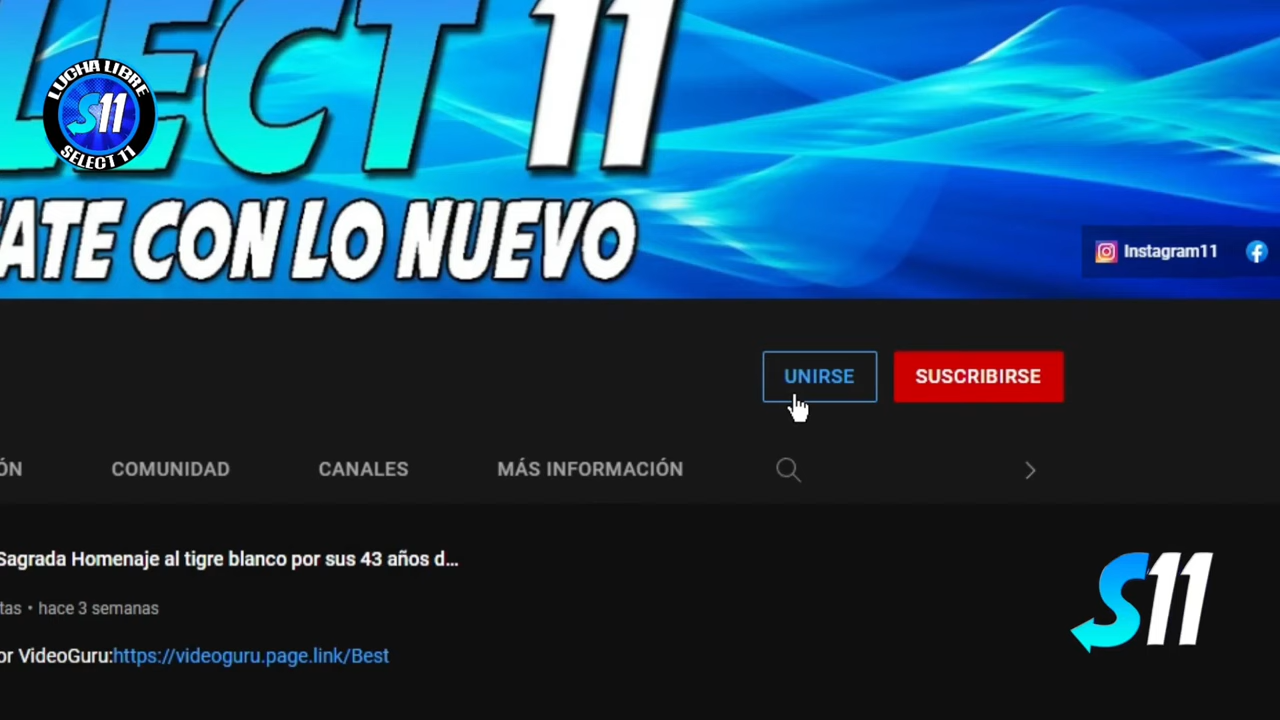 LECT 11
LUCHA LIBRE
S11
SELECT 11
ATE CON LO NUEVO
Instagram11
UNIRSE
SUSCRIBIRSE
ÓN
COMUNIDAD
CANALES
MÁS INFORMACIÓN
Sagrada Homenaje al tigre blanco por sus 43 años d...
tas • hace 3 semanas
or VideoGuru:https://videoguru.page.link/Best
S11